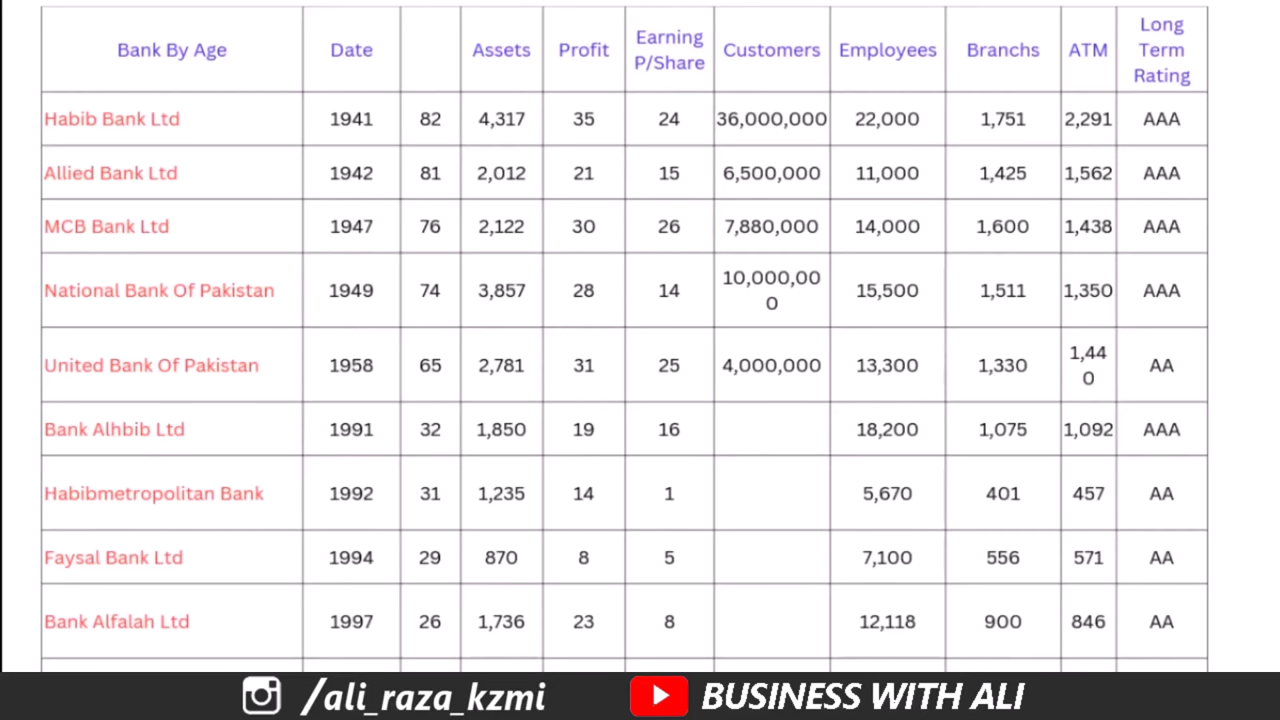 Bank By Age Date Assets Profit Earning P/Share Customers Employees Branchs ATM Long Term Rating
Habib Bank Ltd 1941 82 4,317 35 24 36,000,000 22,000 1,751 2,291 AAA
Allied Bank Ltd 1942 81 2,012 21 15 6,500,000 11,000 1,425 1,562 AAA
MCB Bank Ltd 1947 76 2,122 30 26 7,880,000 14,000 1,600 1,438 AAA
National Bank Of Pakistan 1949 74 3,857 28 14 10,000,000 15,500 1,511 1,350 AAA
United Bank Of Pakistan 1958 65 2,781 31 25 4,000,000 13,300 1,330 1,440 AA
Bank Alhbib Ltd 1991 32 1,850 19 16 18,200 1,075 1,092 AAA
Habibmetropolitan Bank 1992 31 1,235 14 1 5,670 401 457 AA
Faysal Bank Ltd 1994 29 870 8 5 7,100 556 571 AA
Bank Alfalah Ltd 1997 26 1,736 23 8 12,118 900 846 AA
/ali_raza_kzmi BUSINESS WITH ALI